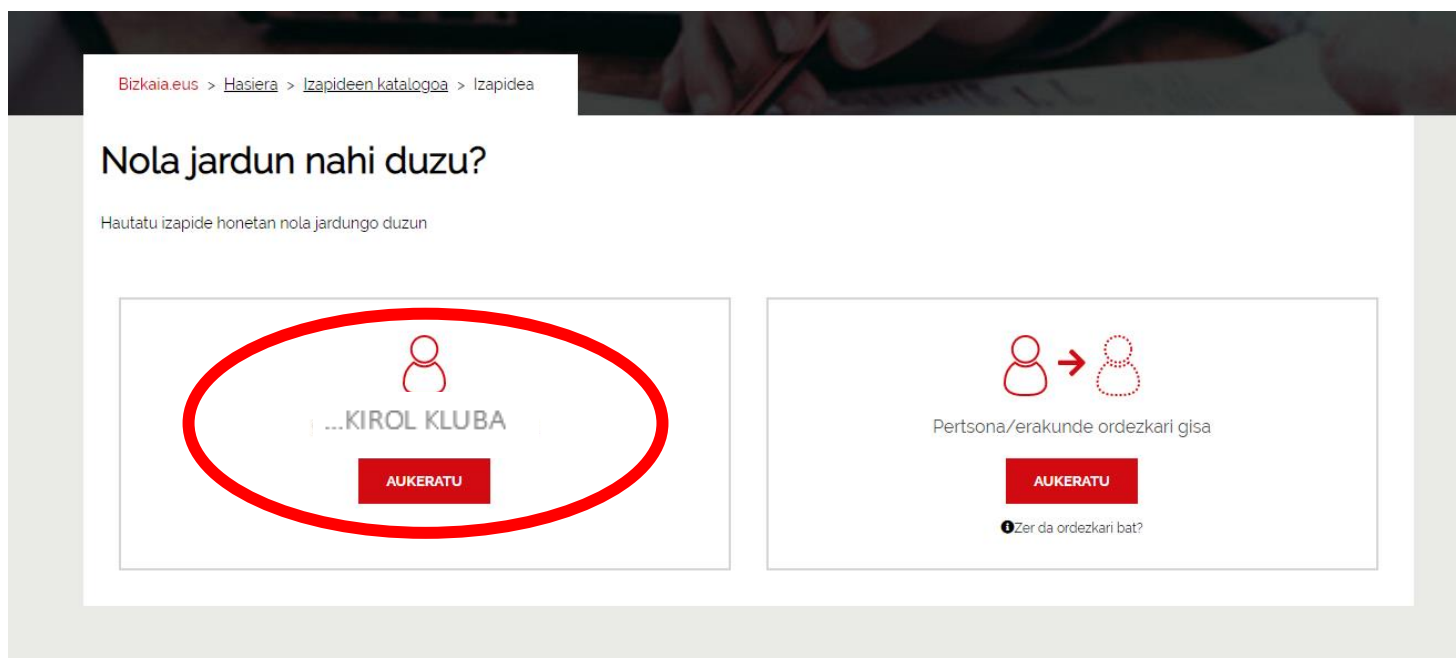 Bizkaia.eus > Hasiera > Izapideen katalogoa > Izapidea
Nola jardun nahi duzu?
Hautatu izapide honetan nola jardungo duzun
...KIROL KLUBA
AUKERATU
Pertsona/erakunde ordezkari gisa
AUKERATU
Zer da ordezkari bat?